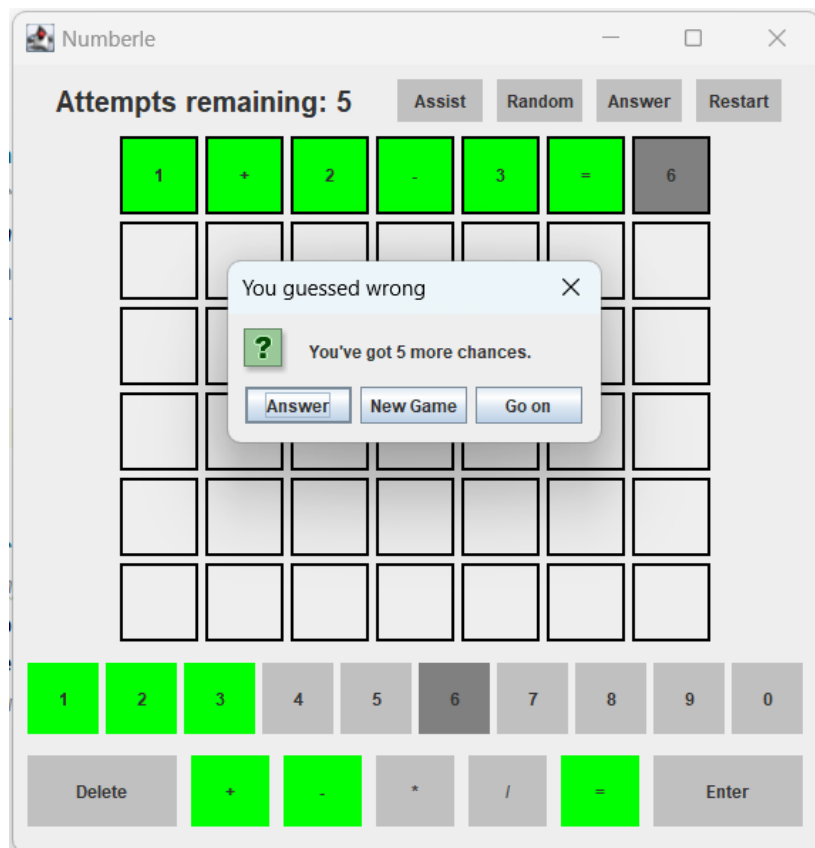 Numberle
Attempts remaining: 5 Assist Random Answer Restart
1 + 2 - 3 = 6
You guessed wrong
? You've got 5 more chances.
Answer New Game Go on
1 2 3 4 5 6 7 8 9 0
Delete + - * / = Enter